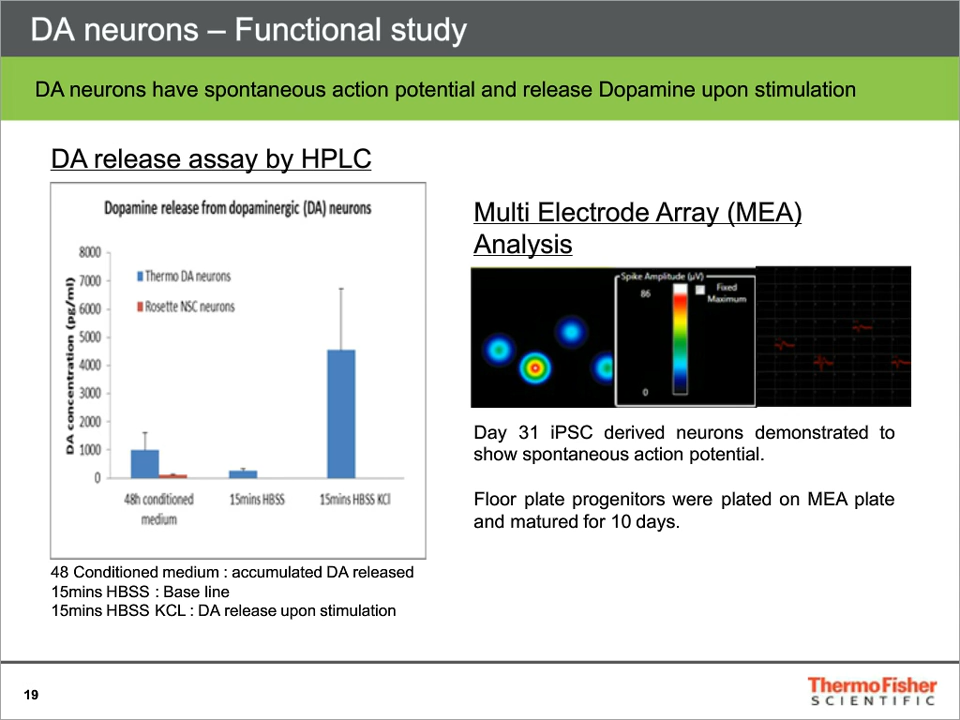 DA neurons – Functional study
DA neurons have spontaneous action potential and release Dopamine upon stimulation
DA release assay by HPLC
Dopamine release from dopaminergic (DA) neurons
DA concentration (pg/ml)
8000
7000
6000
5000
4000
3000
2000
1000
0
Thermo DA neurons
Rosette NSC neurons
48h conditioned
medium
15mins HBSS
15mins HBSS KCl
48 Conditioned medium : accumulated DA released
15mins HBSS : Base line
15mins HBSS KCL : DA release upon stimulation
Multi Electrode Array (MEA)
Analysis
Spike Amplitude (µV)
86
0
Fixed
Maximum
Day 31 iPSC derived neurons demonstrated to
show spontaneous action potential.
Floor plate progenitors were plated on MEA plate
and matured for 10 days.
19
ThermoFisher
SCIENTIFIC